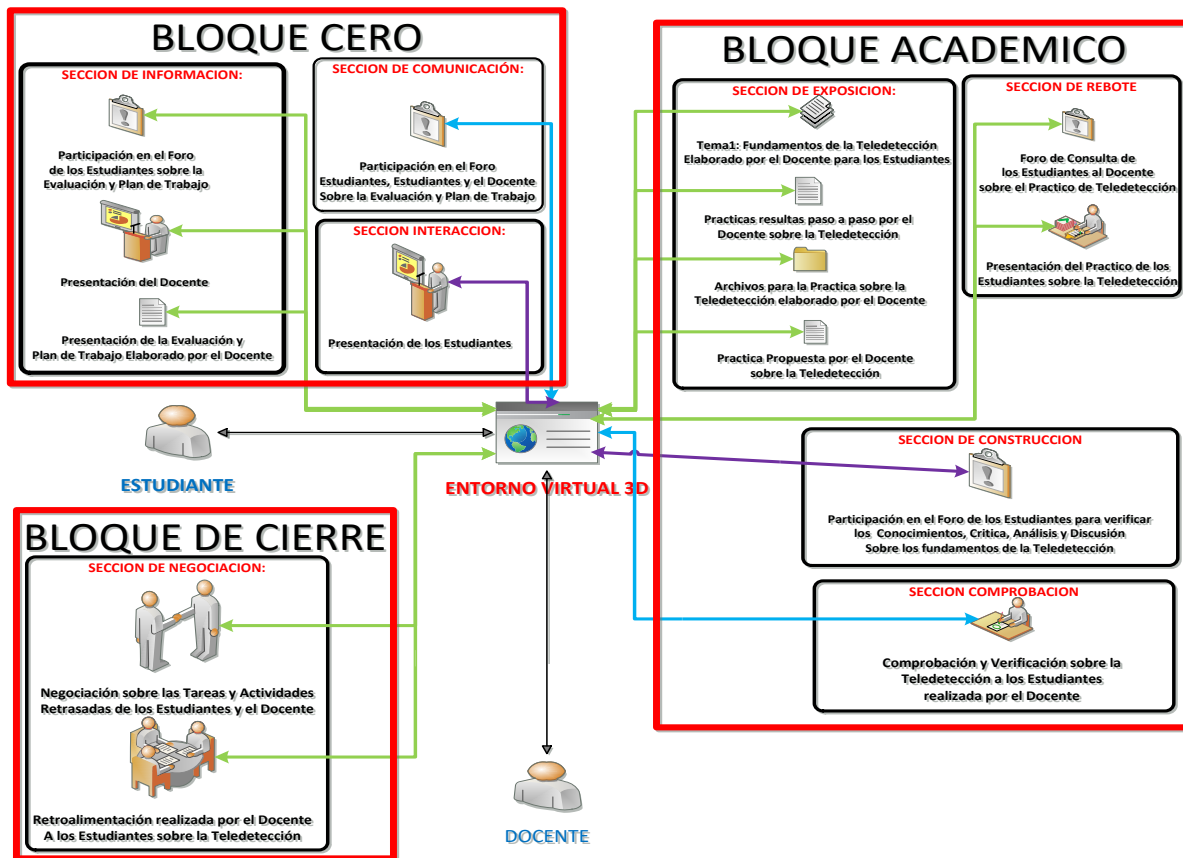 BLOQUE CERO
SECCION DE INFORMACION:
Participación en el Foro
de los Estudiantes sobre la
Evaluación y Plan de Trabajo
Presentación del Docente
Presentación de la Evaluación y
Plan de Trabajo Elaborado por el Docente
SECCION DE COMUNICACIÓN:
Participación en el Foro
Estudiantes, Estudiantes y el Docente
Sobre la Evaluación y Plan de Trabajo
SECCION INTERACCION:
Presentación de los Estudiantes
BLOQUE ACADEMICO
SECCION DE EXPOSICION:
Tema1: Fundamentos de la Teledetección
Elaborado por el Docente para los Estudiantes
Practicas resultas paso a paso por el
Docente sobre la Teledetección
Archivos para la Practica sobre la
Teledetección elaborado por el Docente
Practica Propuesta por el Docente
sobre la Teledetección
SECCION DE REBOTE
Foro de Consulta de
los Estudiantes al Docente
sobre el Practico de Teledetección
Presentación del Practico de los
Estudiantes sobre la Teledetección
SECCION DE CONSTRUCCION
Participación en el Foro de los Estudiantes para verificar
los Conocimientos, Critica, Análisis y Discusión
Sobre los fundamentos de la Teledetección
SECCION COMPROBACION
Comprobación y Verificación sobre la
Teledetección a los Estudiantes
realizada por el Docente
ESTUDIANTE
ENTORNO VIRTUAL 3D
BLOQUE DE CIERRE
SECCION DE NEGOCIACION:
Negociación sobre las Tareas y Actividades
Retrasadas de los Estudiantes y el Docente
Retroalimentación realizada por el Docente
A los Estudiantes sobre la Teledetección
DOCENTE